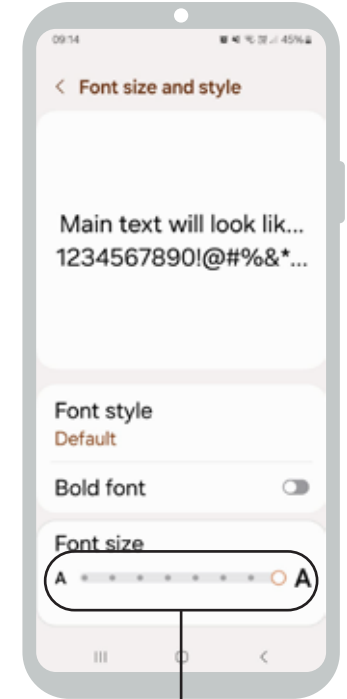 09:14 45%
Font size and style
Main text will look lik...
1234567890!@#%&*...
Font style
Default
Bold font
Font size
A A